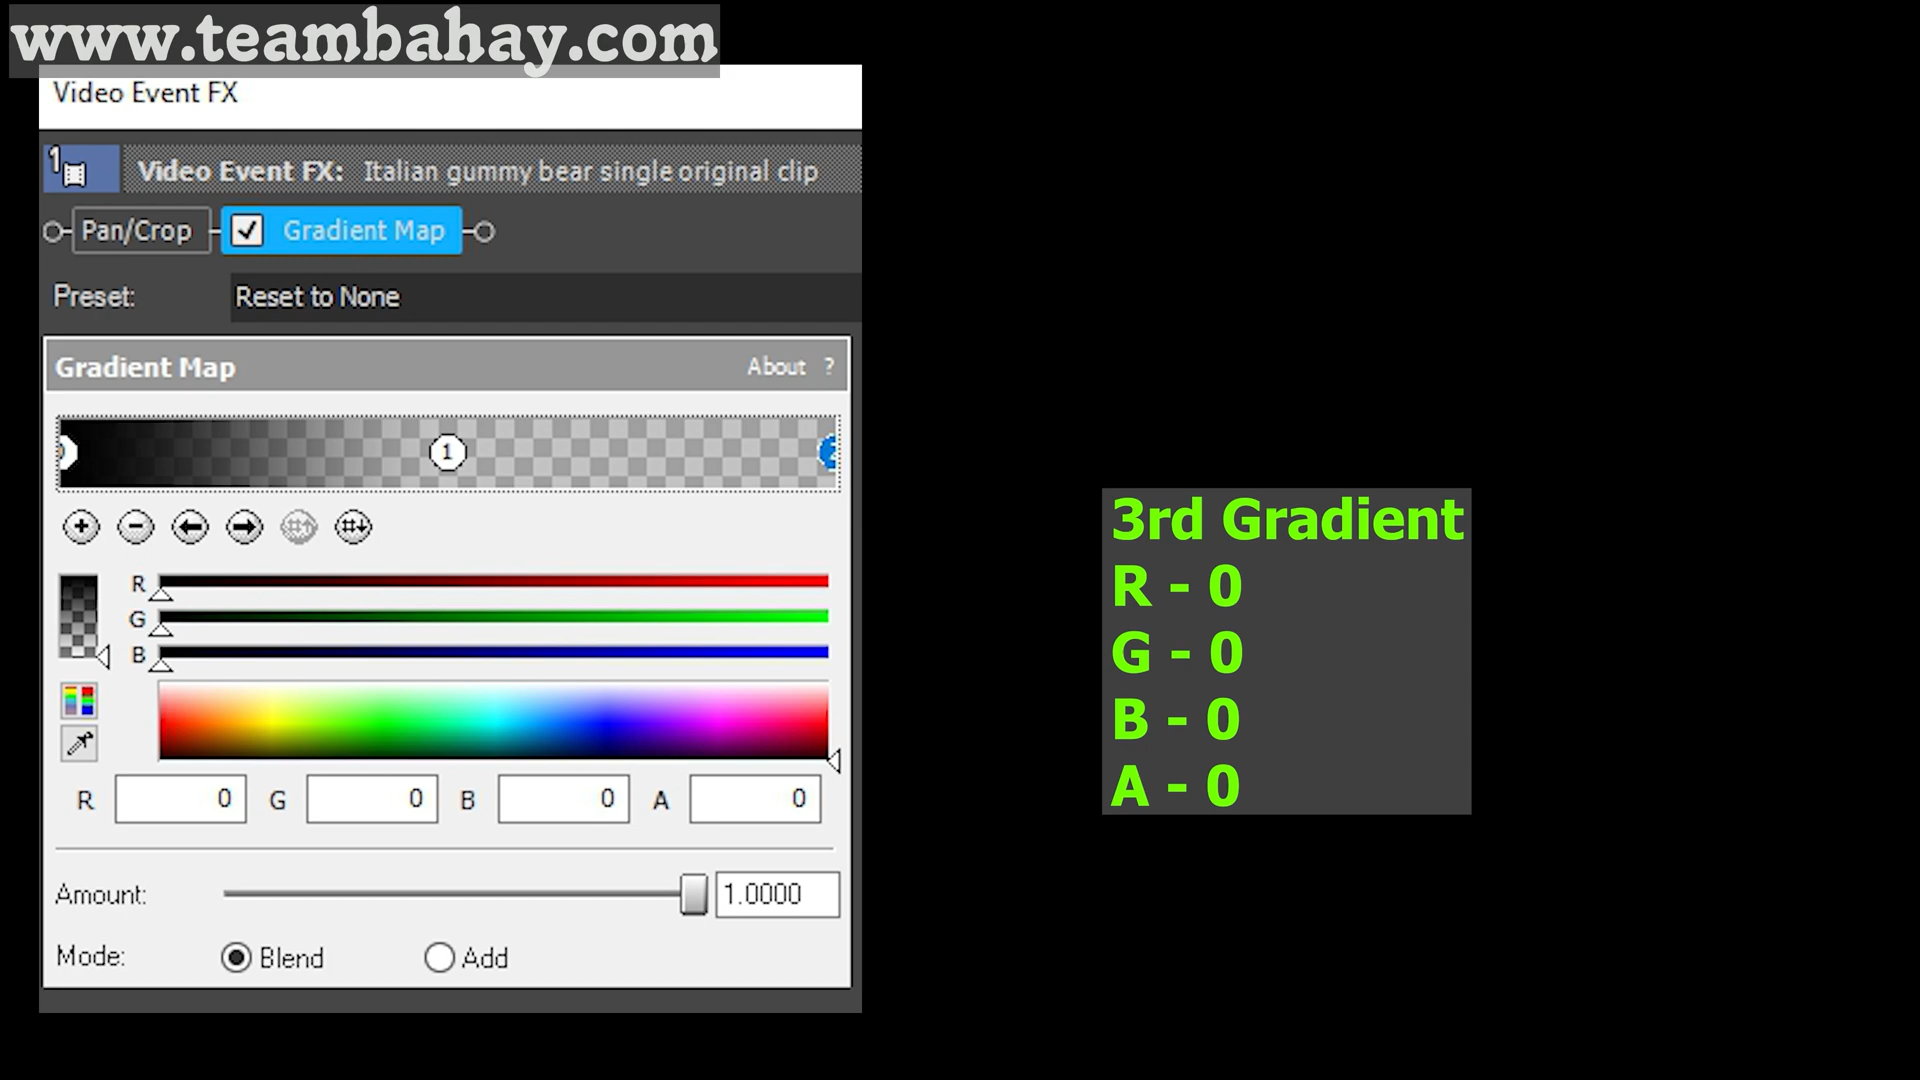 www.teambahay.com
Video Event FX
1
Video Event FX: Italian gummy bear single original clip
Pan/Crop
Gradient Map
Preset: Reset to None
Gradient Map
About ?
1
2
R
G
B
R 0 G 0 B 0 A 0
Amount: 1.0000
Mode: Blend Add
3rd Gradient
R - 0
G - 0
B - 0
A - 0